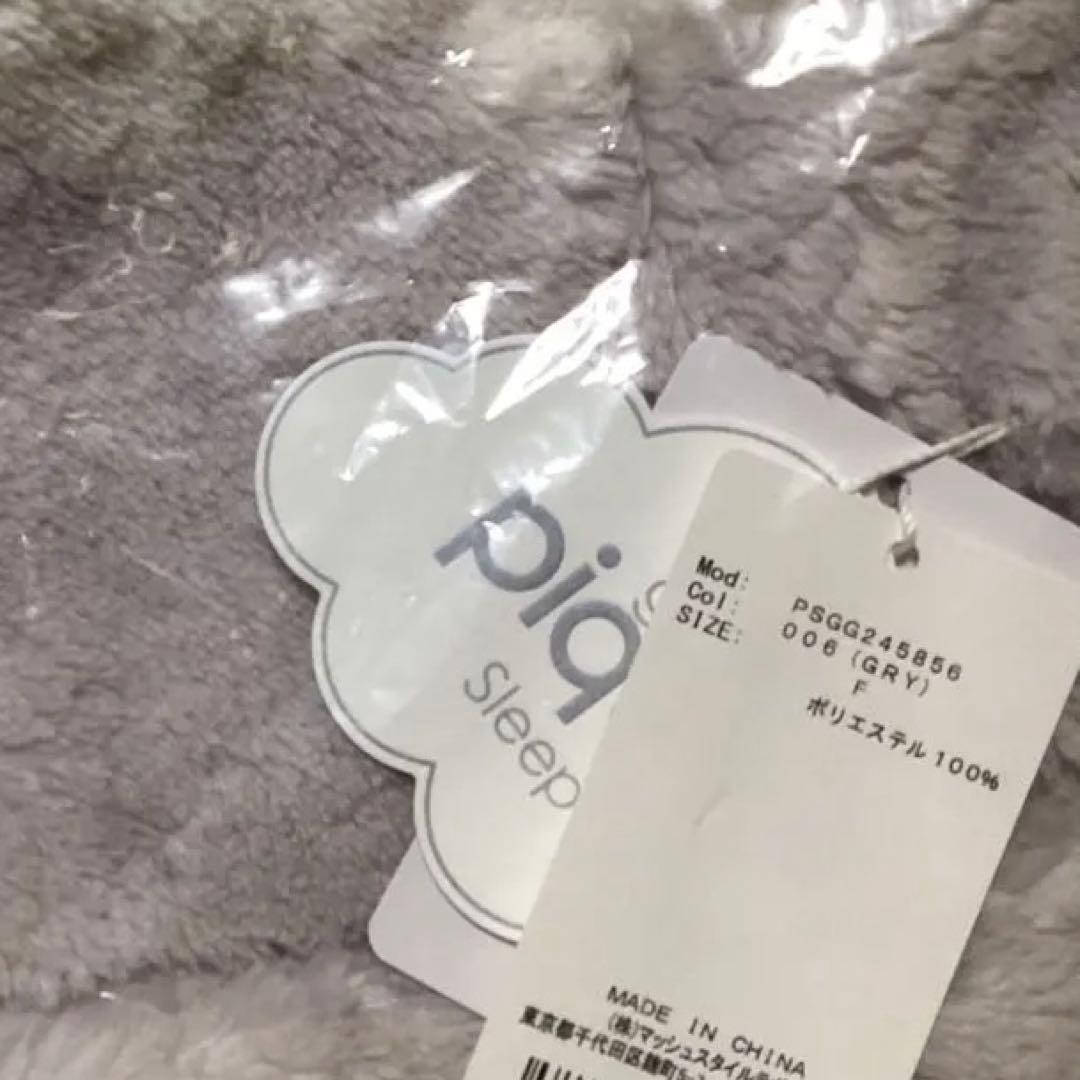 piq
Sleep
Mod: PSGG245856
Col: 006 (GRY)
SIZE: F
ポリエステル100%
MADE IN CHINA
(株)マッシュスタイルラ
東京都千代田区麹町5-